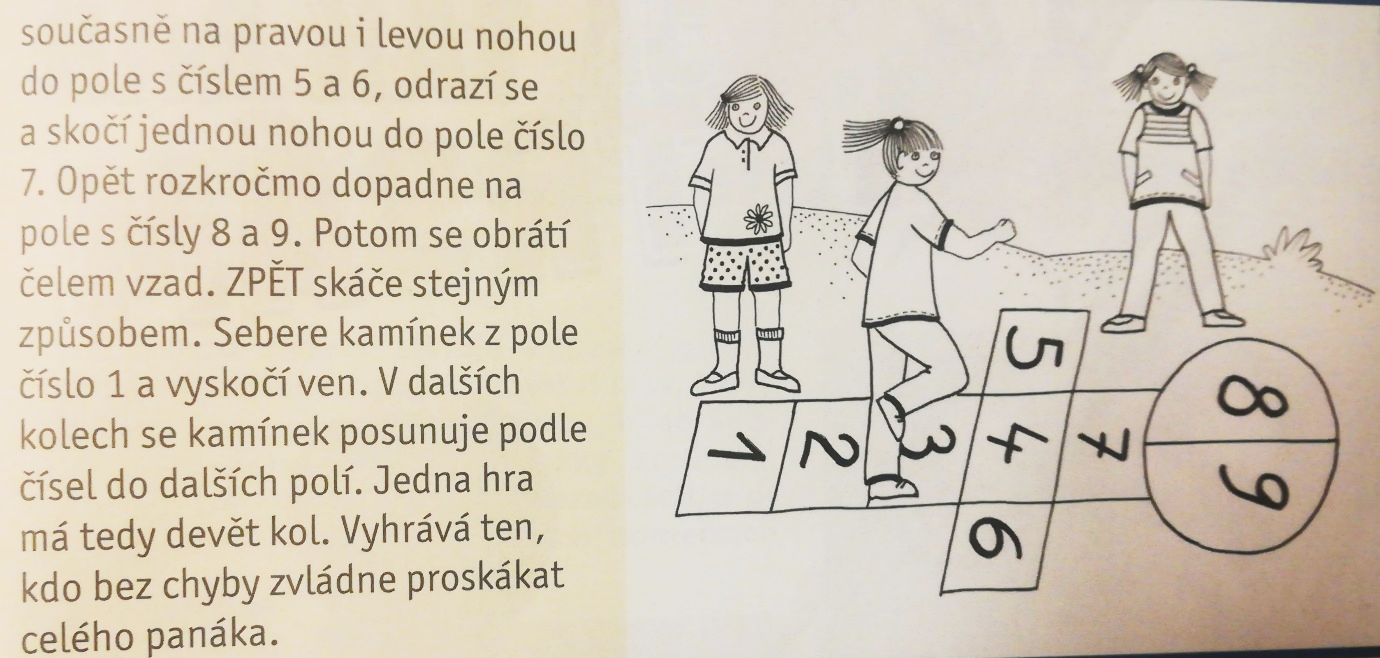 současně na pravou i levou nohou
do pole s číslem 5 a 6, odrazí se
a skočí jednou nohou do pole číslo
7. Opět rozkročmo dopadne na
pole s čísly 8 a 9. Potom se obrátí
čelem vzad. ZPĚT skáče stejným
způsobem. Sebere kamínek z pole
číslo 1 a vyskočí ven. V dalších
kolech se kamínek posunuje podle
čísel do dalších polí. Jedna hra
má tedy devět kol. Vyhrává ten,
kdo bez chyby zvládne proskákat
celého panáka.
1
2
3
4
5
6
7
8
9